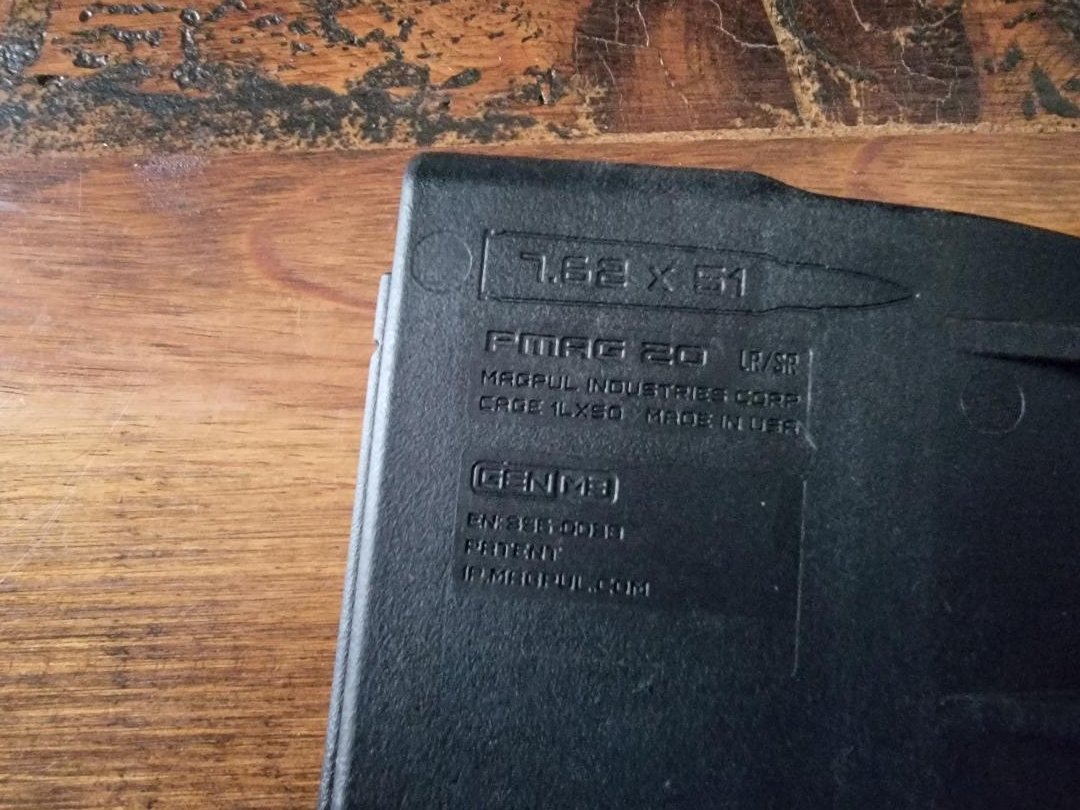 7.62 X 51
PMAG 20 LR/SR
MAGPUL INDUSTRIES CORP
CAGE 1LX50 MADE IN USA
GEN M3
PATENT
IP.MAGPUL.COM